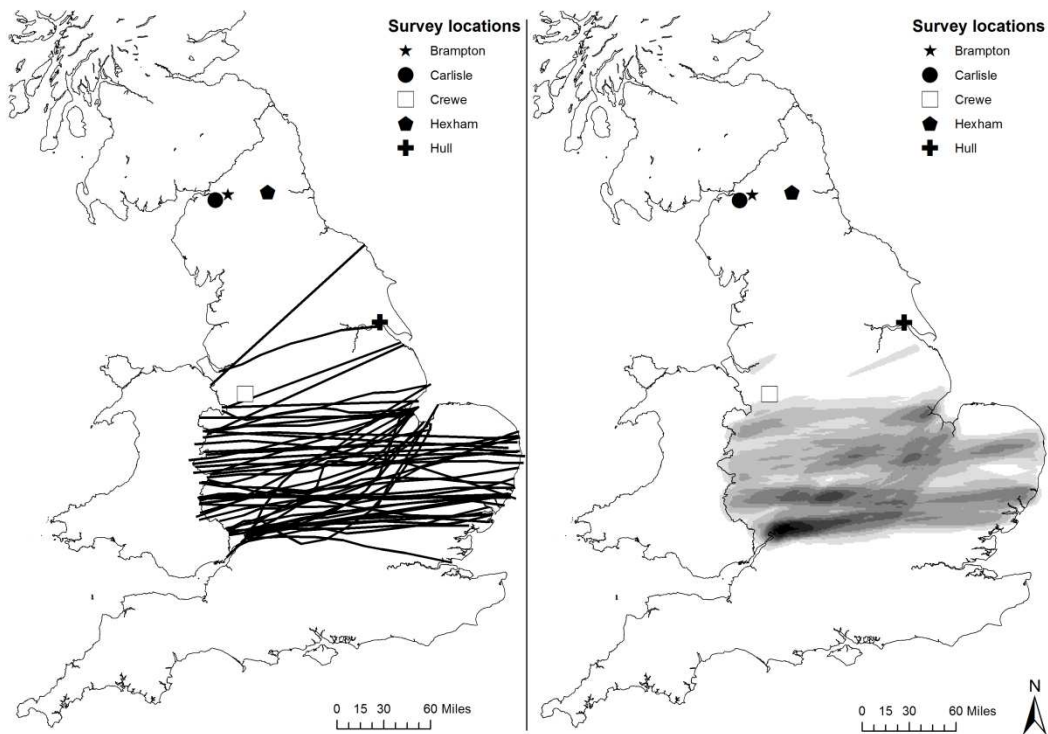 Survey locations
Brampton
Carlisle
Crewe
Hexham
Hull
0 15 30 60 Miles
Survey locations
Brampton
Carlisle
Crewe
Hexham
Hull
N
0 15 30 60 Miles